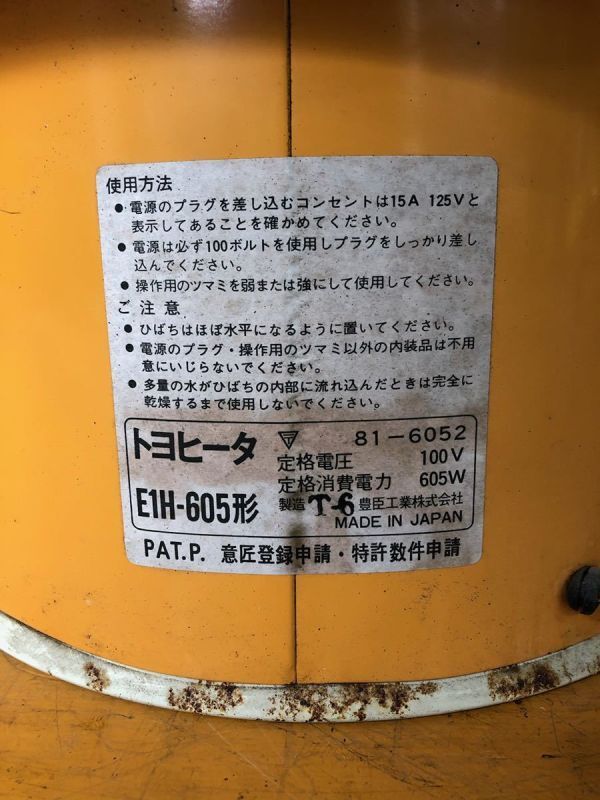 使用方法
●電源のプラグを差し込むコンセントは15A 125Vと
表示してあることを確かめてください。
●電源は必ず100ボルトを使用しプラグをしっかり差し
込んでください。
●操作用のツマミを弱または強にして使用してください。
ご注意
●ひばちはほぼ水平になるように置いてください。
●電源のプラグ・操作用のツマミ以外の内装品は不用
意にいじらないでください。
●多量の水がひばちの内部に流れ込んだときは完全に
乾燥するまで使用しないでください。
トヨヒータ 〒 81-6052
定格電圧 100V
定格消費電力 605W
E1H-605形 製造 T-6 豊臣工業株式会社
MADE IN JAPAN
PAT.P. 意匠登録申請・特許数件申請